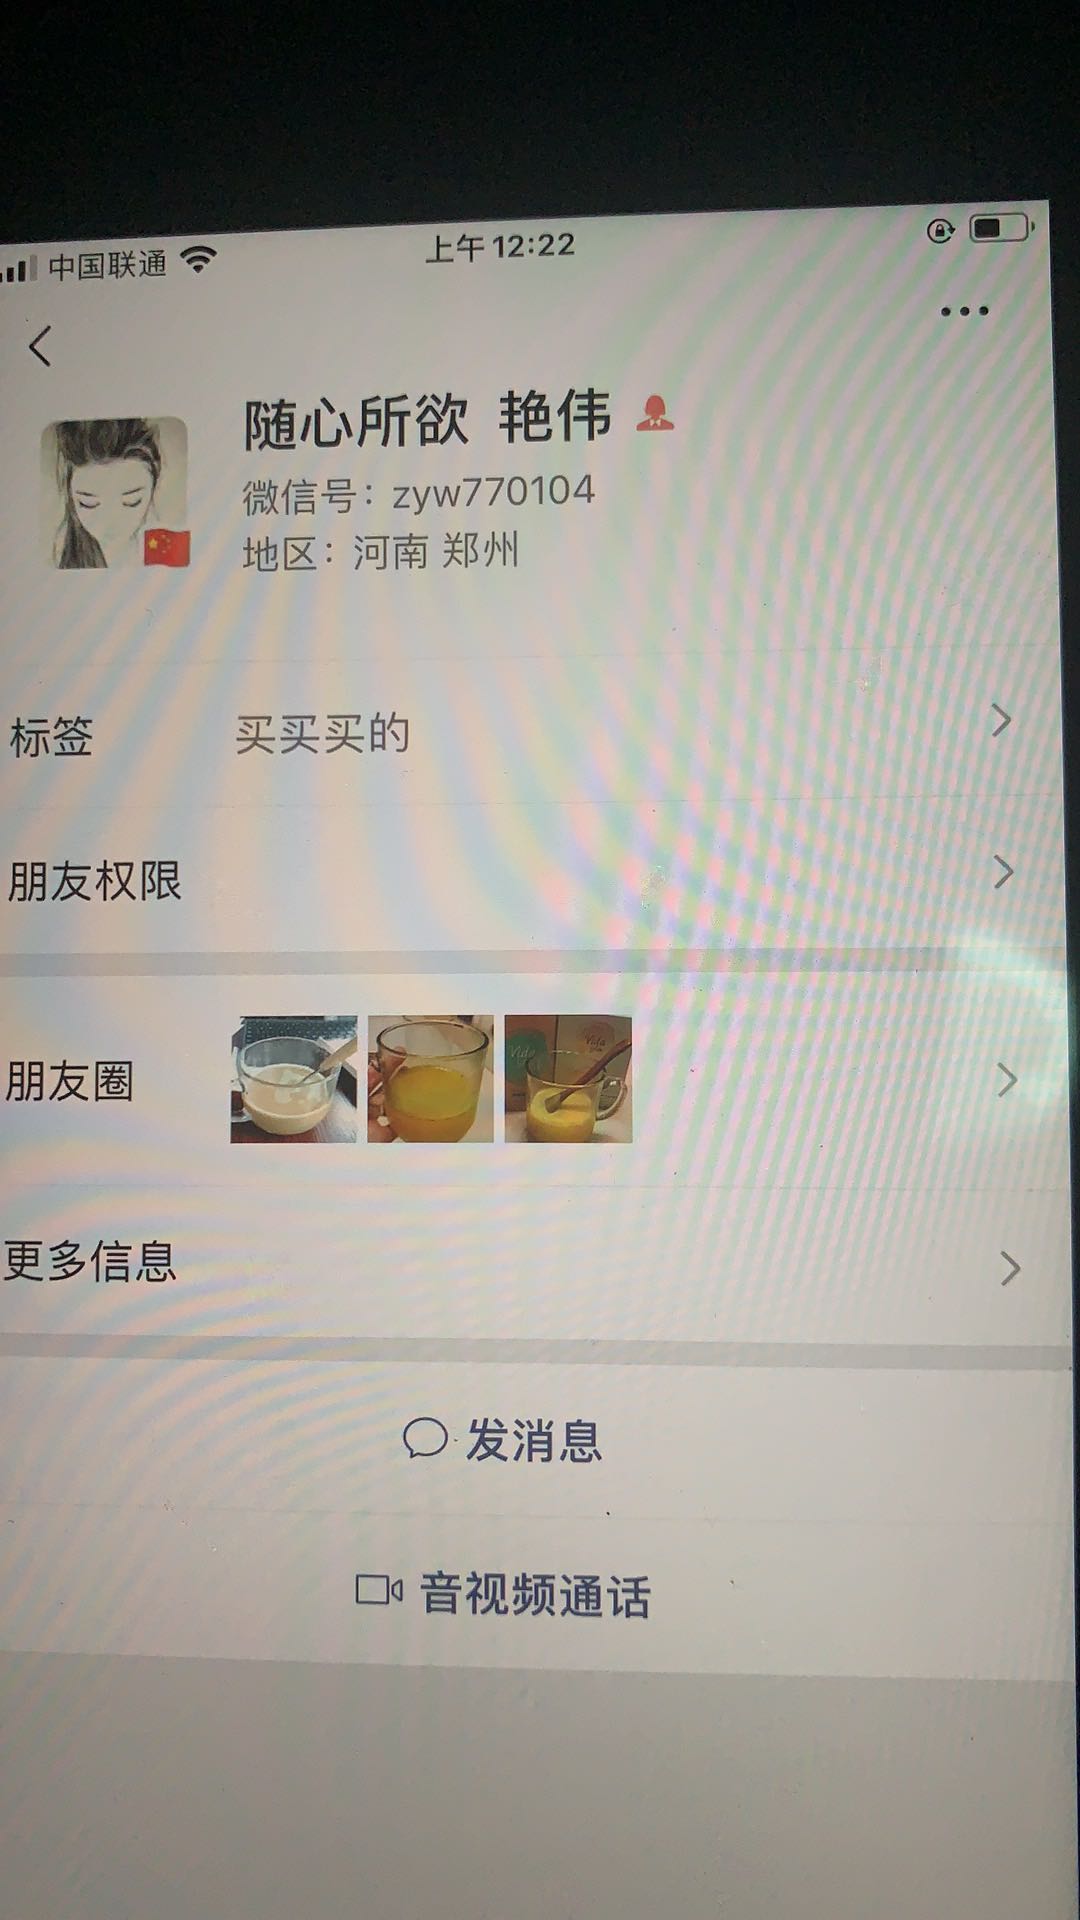 中国联通
上午12:22
随心所欲 艳伟
微信号：zyw770104
地区：河南 郑州
标签 买买买的
朋友权限
朋友圈
Vida
Vida
更多信息
发消息
音视频通话